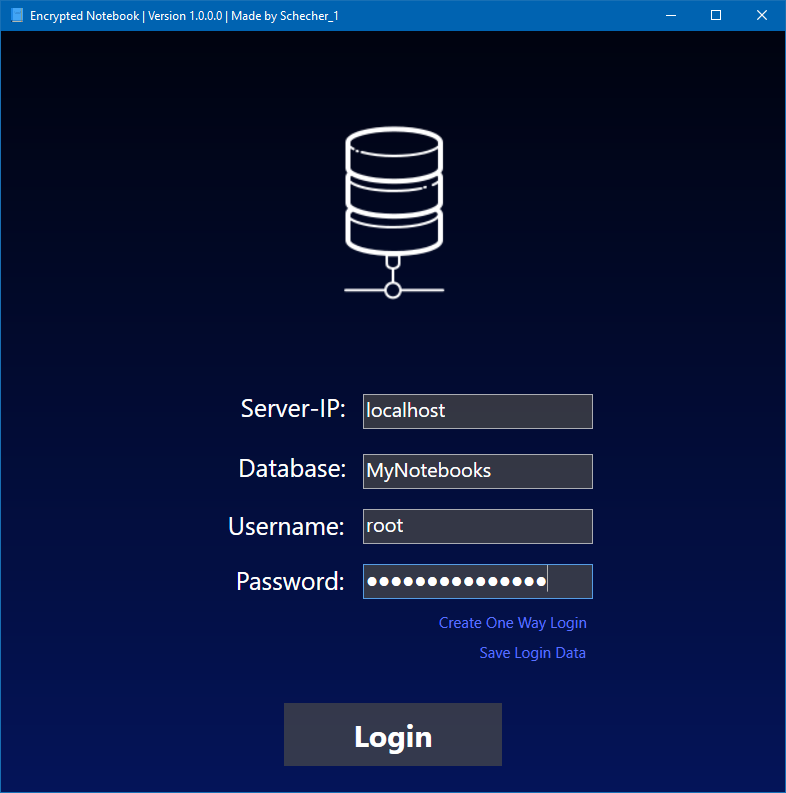 Encrypted Notebook | Version 1.0.0.0 | Made by Schecher_1
Server-IP: localhost
Database: MyNotebooks
Username: root
Password: ●●●●●●●●●●●●●●●
Create One Way Login
Save Login Data
Login